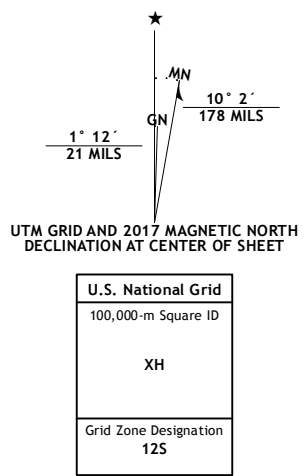 MN
GN
10° 2´
178 MILS
1° 12´
21 MILS
UTM GRID AND 2017 MAGNETIC NORTH
DECLINATION AT CENTER OF SHEET
U.S. National Grid
100,000-m Square ID
XH
Grid Zone Designation
12S